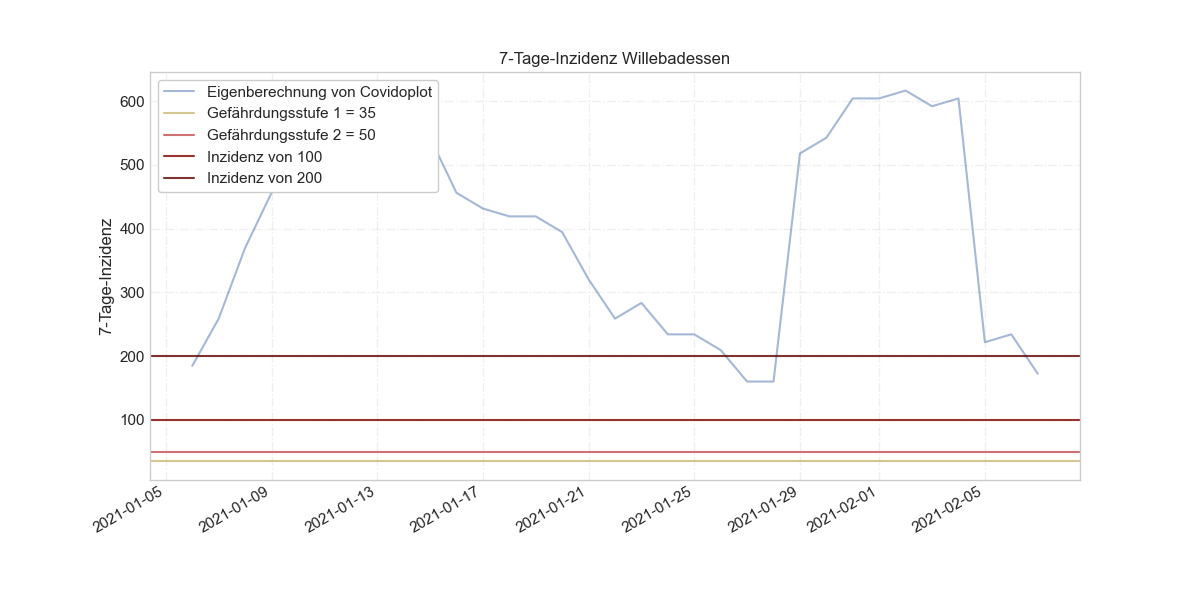 7-Tage-Inzidenz Willebadessen
Eigenberechnung von Covidoplot
Gefährdungsstufe 1 = 35
Gefährdungsstufe 2 = 50
Inzidenz von 100
Inzidenz von 200
7-Tage-Inzidenz
600
500
400
300
200
100
2021-01-05
2021-01-09
2021-01-13
2021-01-17
2021-01-21
2021-01-25
2021-01-29
2021-02-01
2021-02-05